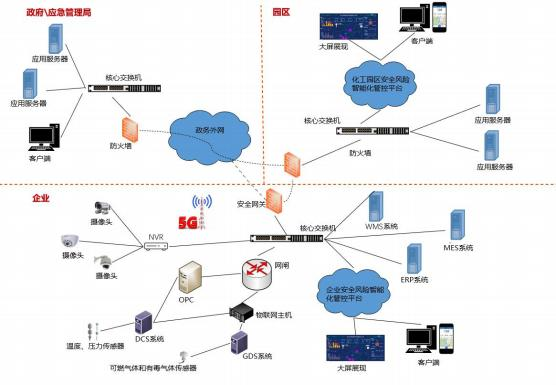 政府\应急管理局
应用服务器
核心交换机
应用服务器
客户端
防火墙
政务外网
园区
大屏展现
客户端
化工园区安全风险
智能化管控平台
核心交换机
应用服务器
防火墙
应用服务器
企业
安全网关
摄像头
5G
NVR
核心交换机
WMS系统
摄像头
摄像头
MES系统
网闸
ERP系统
OPC
企业安全风险智能
化管控平台
物联网主机
温度、压力传感器
DCS系统
GDS系统
可燃气体和有毒气体传感器
大屏展现
客户端